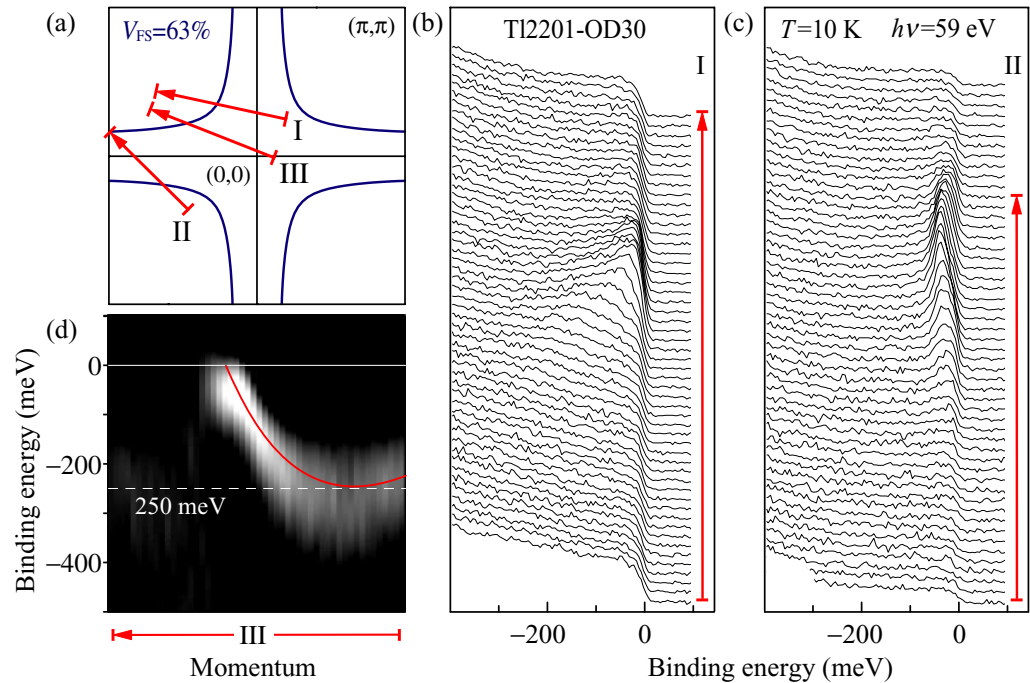 (a)
V_FS=63%
(π,π)
I
(0,0)
III
II
(b)
Tl2201-OD30
I
−200
0
(c)
T=10 K hν=59 eV
II
−200
0
Binding energy (meV)
(d)
Binding energy (meV)
0
−200
−400
250 meV
III
Momentum